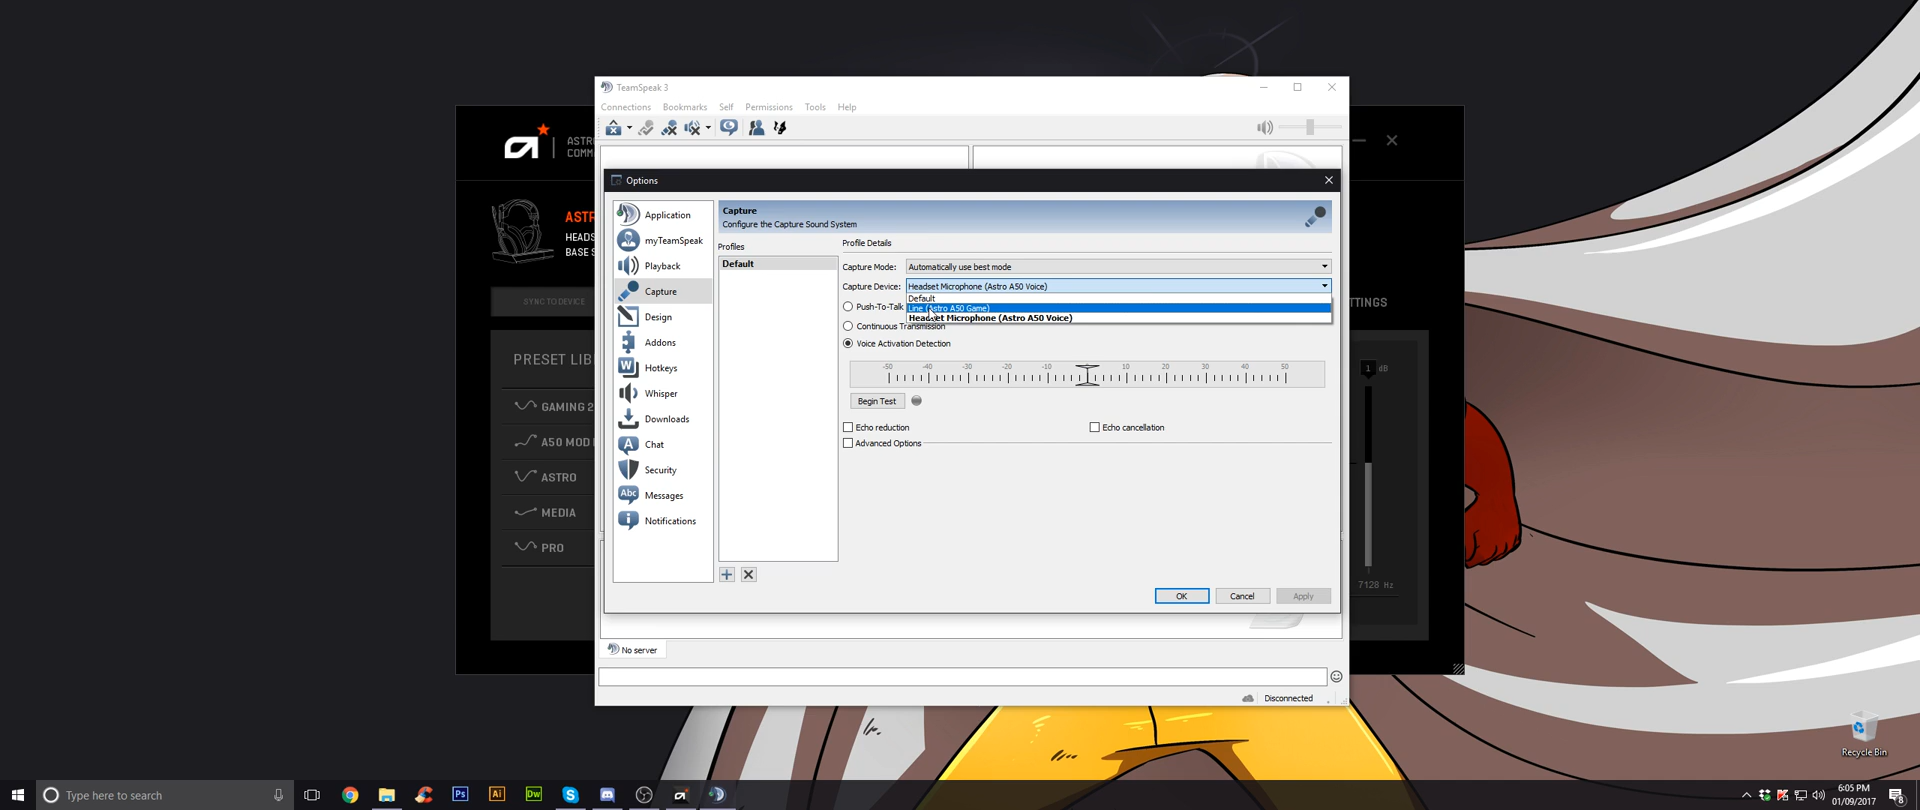 TeamSpeak 3
Connections Bookmarks Self Permissions Tools Help
ASTR
COMM
Options
ASTR
HEADS
BASE S
SYNC TO DEVICE
PRESET LIB
GAMING 2
A50 MOD
ASTRO
MEDIA
PRO
Application
myTeamSpeak
Playback
Capture
Design
Addons
Hotkeys
Whisper
Downloads
Chat
Security
Messages
Notifications
Capture
Configure the Capture Sound System
Profiles
Default
Profile Details
Capture Mode: Automatically use best mode
Capture Device: Headset Microphone (Astro A50 Voice)
Default
Line (Astro A50 Game)
Headset Microphone (Astro A50 Voice)
Push-To-Talk
Continuous Transmission
Voice Activation Detection
-50 -40 -30 -20 -10 10 20 30 40 50
Begin Test
Echo reduction Echo cancellation
Advanced Options
OK Cancel Apply
TTINGS
1 dB
7128 Hz
No server
Disconnected
Recycle Bin
Type here to search
Ps Ai Dw
6:05 PM
01/09/2017